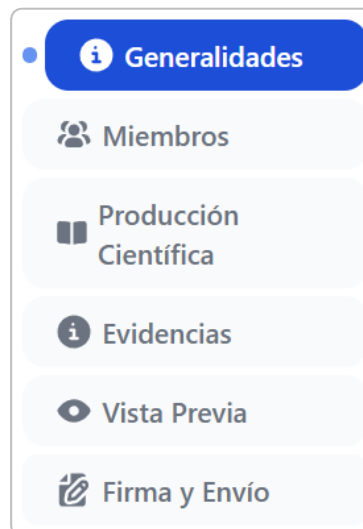 Generalidades
Miembros
Producción
Científica
Evidencias
Vista Previa
Firma y Envío